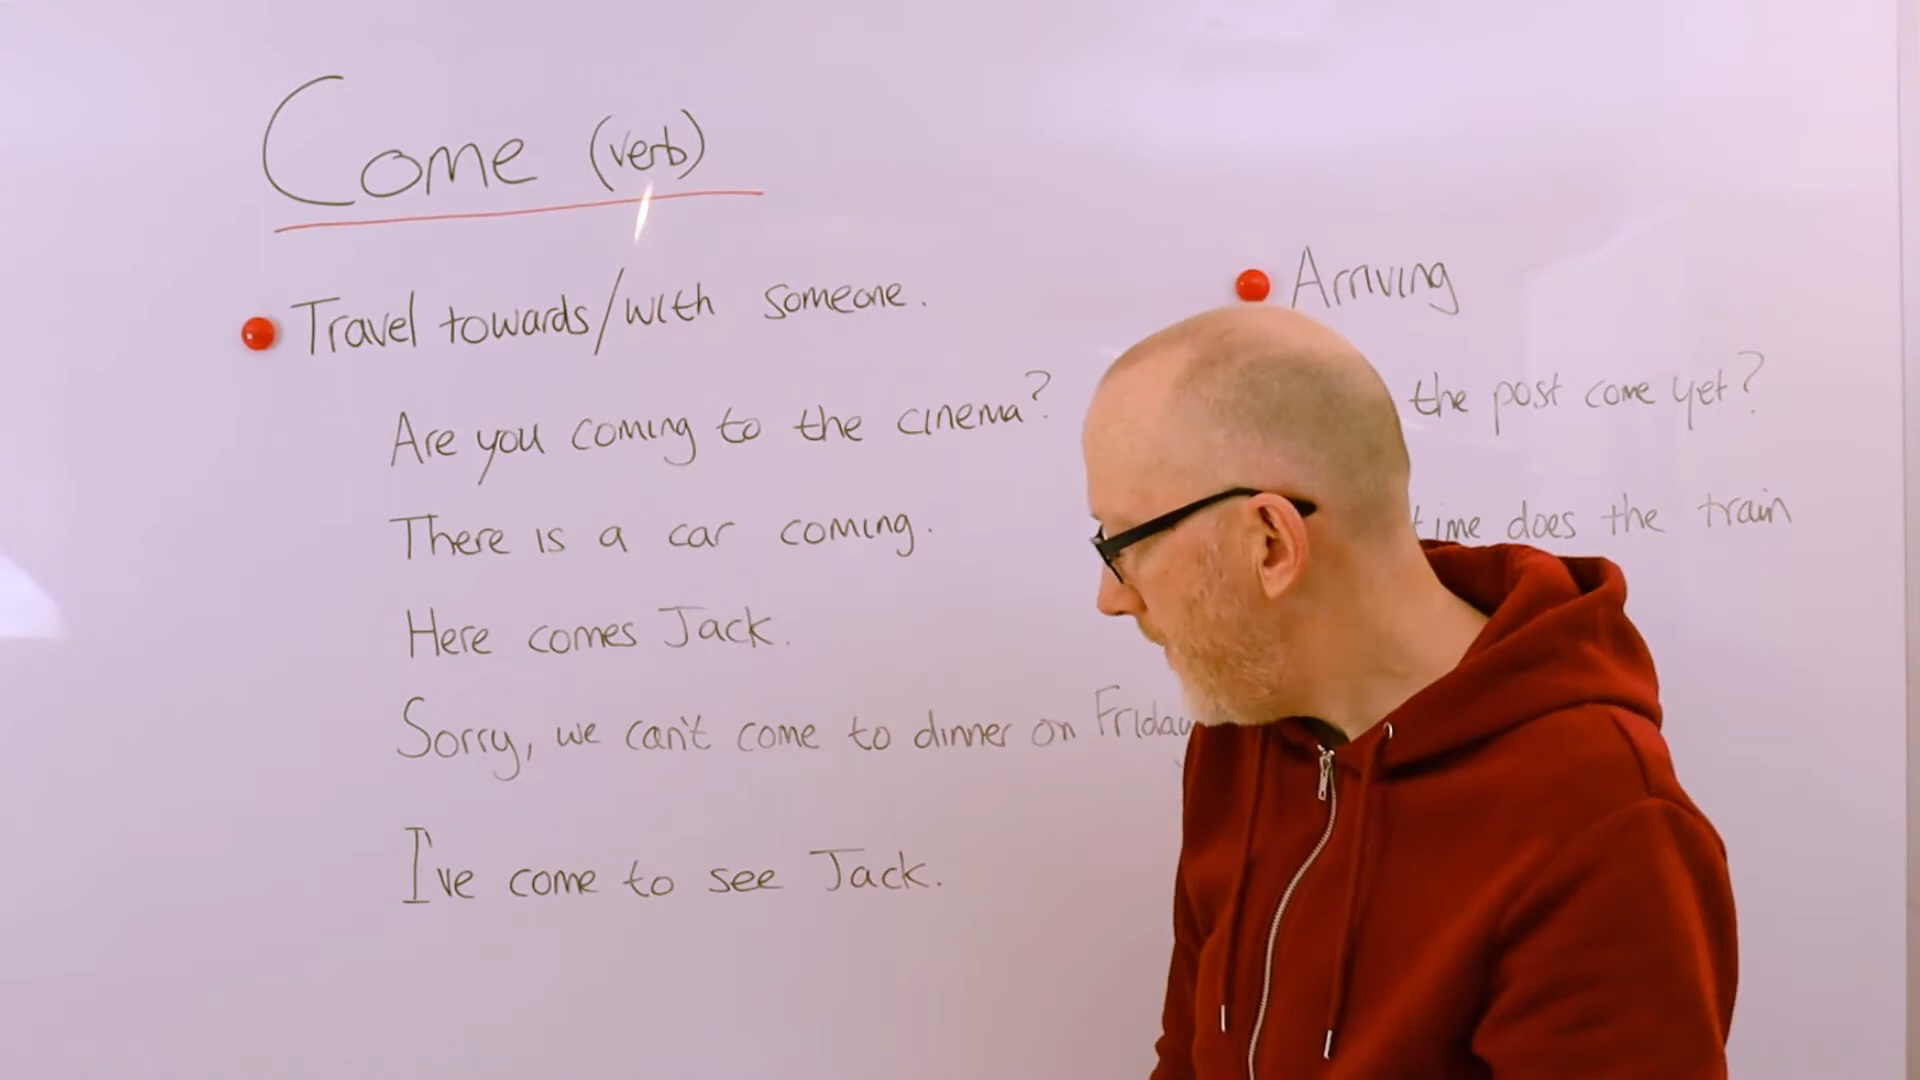 Come (verb)
Travel towards/with someone.
Are you coming to the cinema?
There is a car coming.
Here comes Jack.
Sorry, we can't come to dinner on Friday
I've come to see Jack.
Arriving
the post come yet?
time does the train